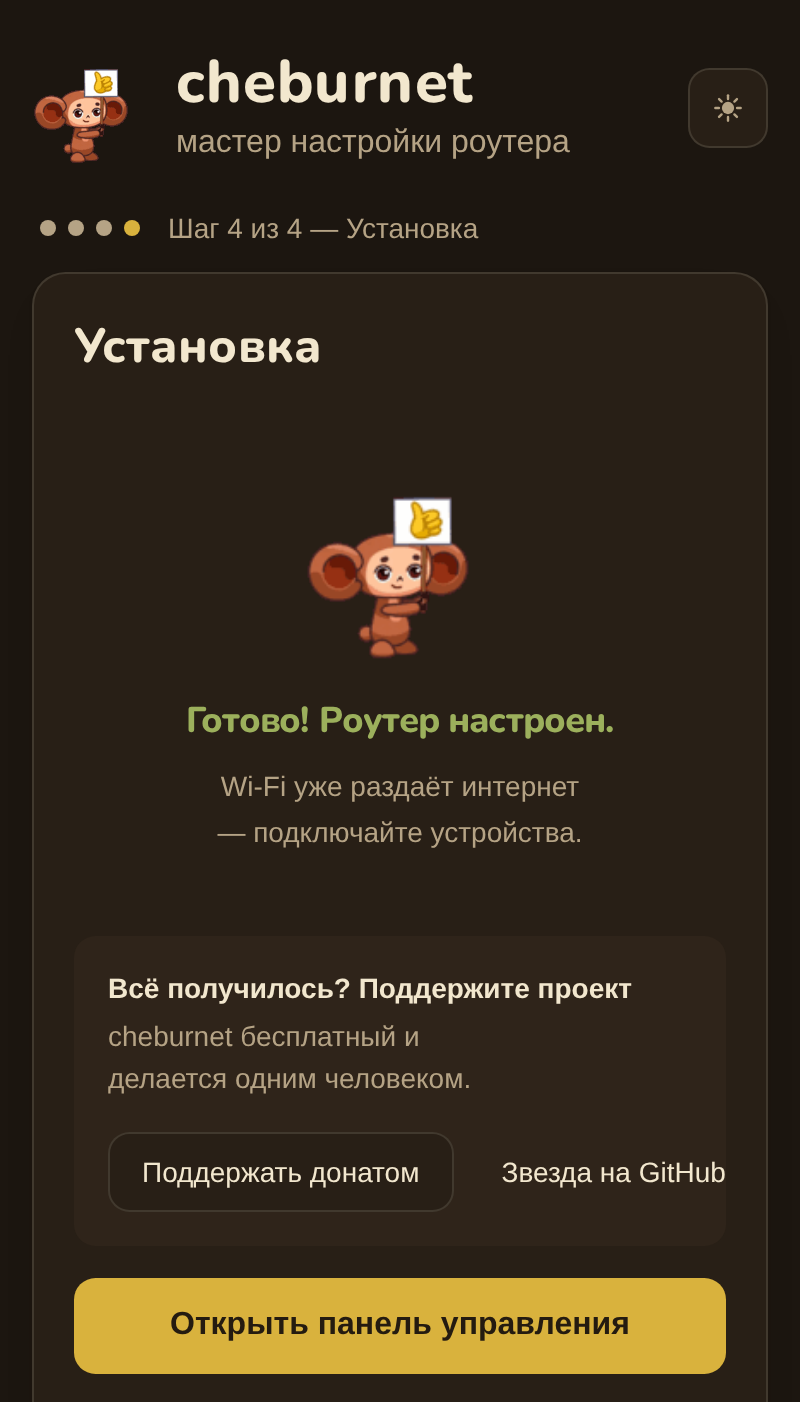 cheburnet
мастер настройки роутера
Шаг 4 из 4 — Установка
Установка
Готово! Роутер настроен.
Wi-Fi уже раздаёт интернет
— подключайте устройства.
Всё получилось? Поддержите проект
cheburnet бесплатный и
делается одним человеком.
Поддержать донатом
Звезда на GitHub
Открыть панель управления